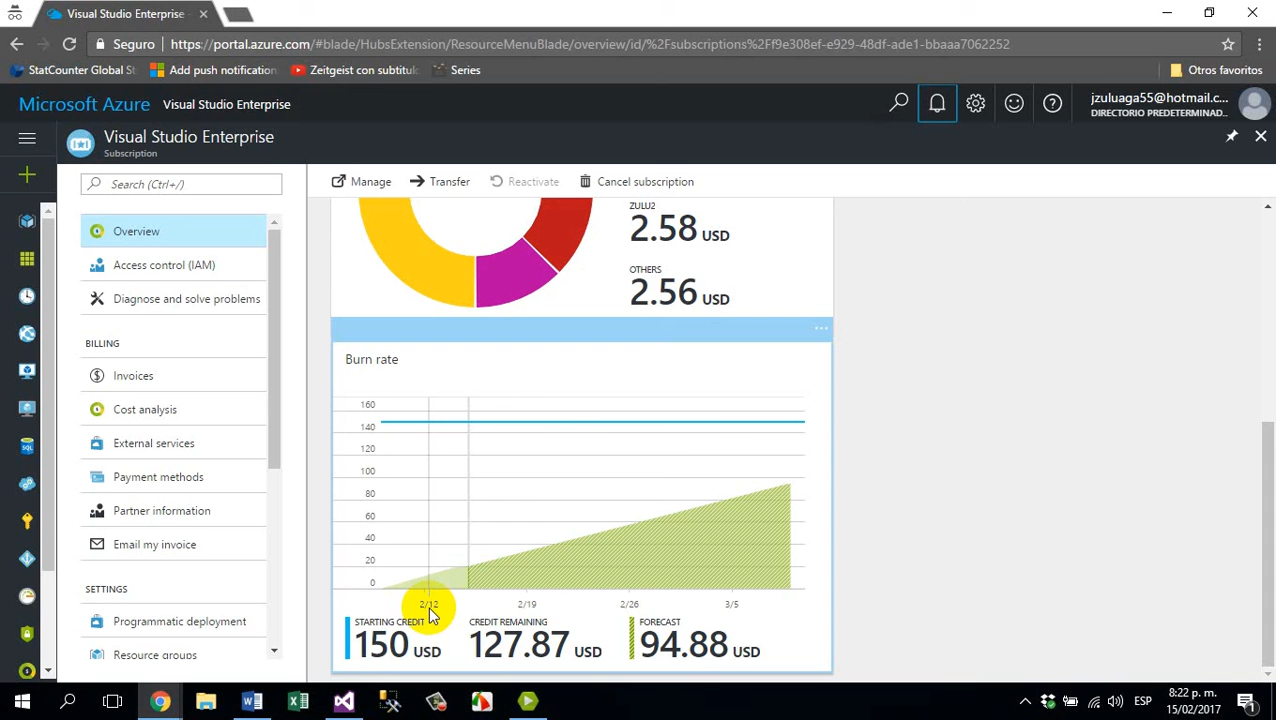 Visual Studio Enterprise
Seguro
https://portal.azure.com/#blade/HubsExtension/ResourceMenuBlade/overview/id/%2Fsubscriptions%2Ff9e308ef-e929-48df-ade1-bbaaa7062252
StatCounter Global St
Add push notification
Zeitgeist con subtitul
Series
Otros favoritos
Microsoft Azure
Visual Studio Enterprise
jzuluaga55@hotmail.c...
DIRECTORIO PREDETERMINAD...
Visual Studio Enterprise
Subscription
Search (Ctrl+/)
Manage
Transfer
Reactivate
Cancel subscription
Overview
Access control (IAM)
Diagnose and solve problems
BILLING
Invoices
Cost analysis
External services
Payment methods
Partner information
Email my invoice
SETTINGS
Programmatic deployment
Resource groups
ZULU2
2.58 USD
OTHERS
2.56 USD
...
Burn rate
160
140
120
100
80
60
40
20
0
2/12
2/19
2/26
3/5
STARTING CREDIT
150 USD
CREDIT REMAINING
127.87 USD
FORECAST
94.88 USD
SQL
ESP
8:22 p. m.
15/02/2017
1